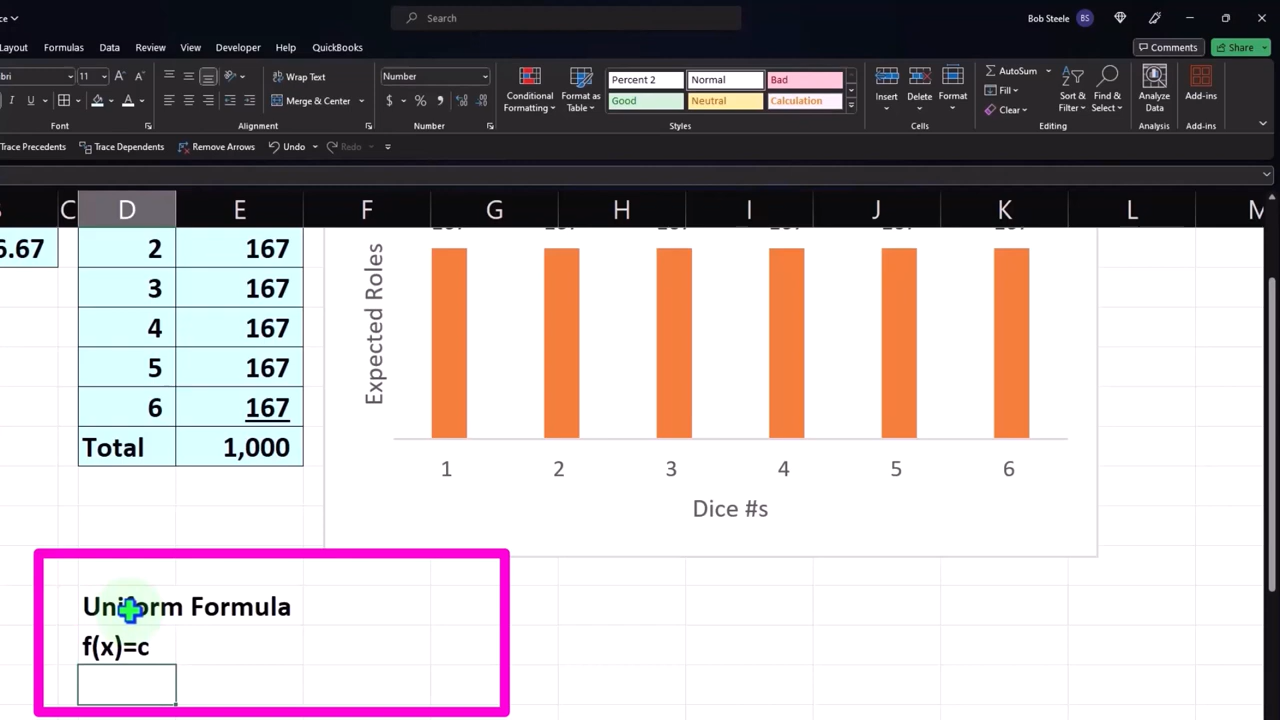 Search
Bob Steele BS
Layout Formulas Data Review View Developer Help QuickBooks
Comments Share
11 A A Wrap Text Number Percent 2 Normal Bad AutoSum
U A Merge & Center $ % Conditional Formatting Format as Table Good Neutral Calculation Insert Delete Format Fill Clear Sort & Filter Find & Select Analyze Data Add-ins
Font Alignment Number Styles Cells Editing Analysis Add-ins
Trace Precedents Trace Dependents Remove Arrows Undo Redo
C D E F G H I J K L M
6.67 2 167
3 167
4 167
5 167
6 167
Total 1,000
Expected Roles
1 2 3 4 5 6
Dice #s
Uniform Formula
f(x)=c